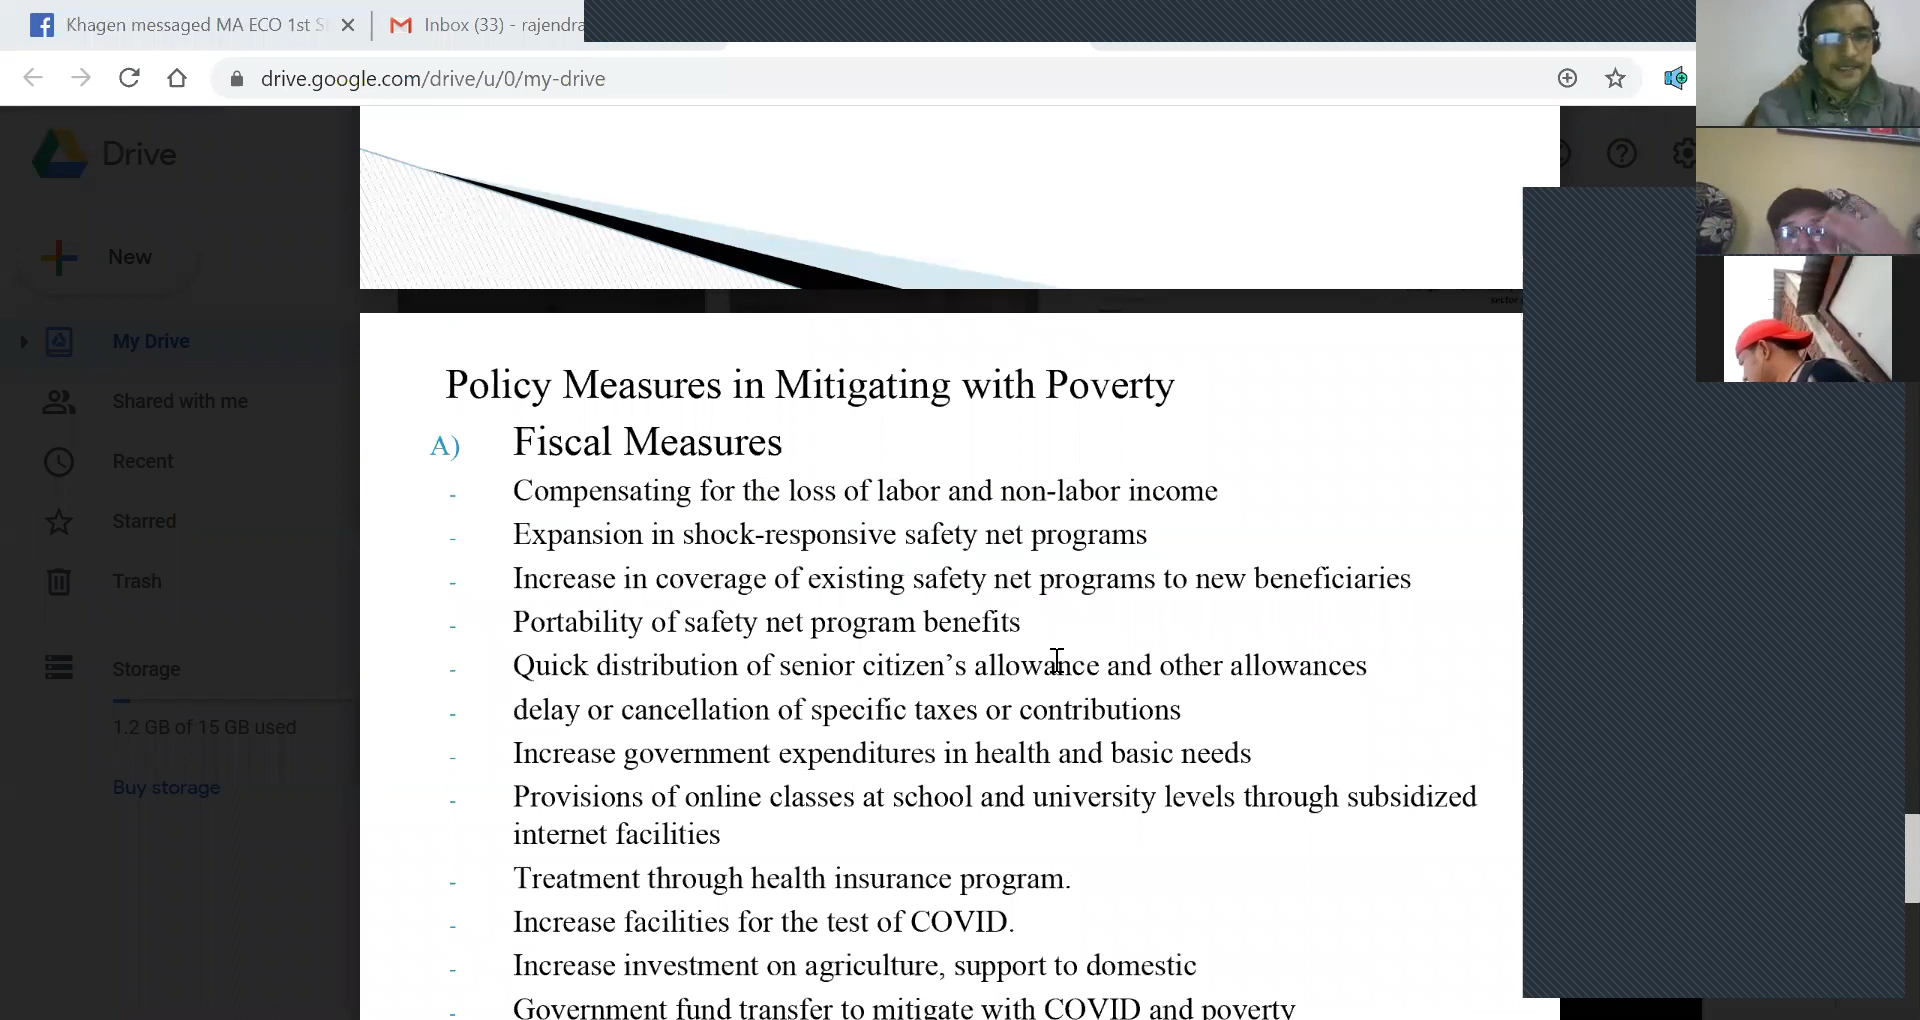 Khagen messaged MA ECO 1st S
Inbox (33) - rajendra
drive.google.com/drive/u/0/my-drive
Drive
New
My Drive
Shared with me
Recent
Starred
Trash
Storage
1.2 GB of 15 GB used
Buy storage
sector
Policy Measures in Mitigating with Poverty
A) Fiscal Measures
- Compensating for the loss of labor and non-labor income
- Expansion in shock-responsive safety net programs
- Increase in coverage of existing safety net programs to new beneficiaries
- Portability of safety net program benefits
- Quick distribution of senior citizen’s allowance and other allowances
- delay or cancellation of specific taxes or contributions
- Increase government expenditures in health and basic needs
- Provisions of online classes at school and university levels through subsidized
internet facilities
- Treatment through health insurance program.
- Increase facilities for the test of COVID.
- Increase investment on agriculture, support to domestic
- Government fund transfer to mitigate with COVID and poverty